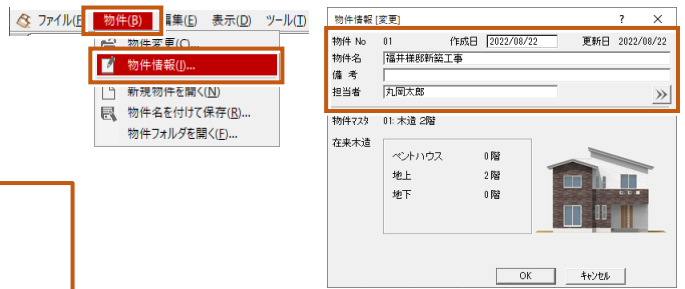 ファイル(F 物件(B) 編集(E) 表示(D) ツール(T)
物件変更(C)...
物件情報(I)...
新規物件を開く(N)
物件名を付けて保存(R)...
物件フォルダを開く(F)...
物件情報 [変更] ? ×
物件 No 01 作成日 2022/08/22 更新日 2022/08/22
物件名 福井様邸新築工事
備 考
担当者 丸岡太郎 >>
物件マスタ 01: 木造 2階
在来木造
ペントハウス 0 階
地上 2 階
地下 0 階
OK キャンセル